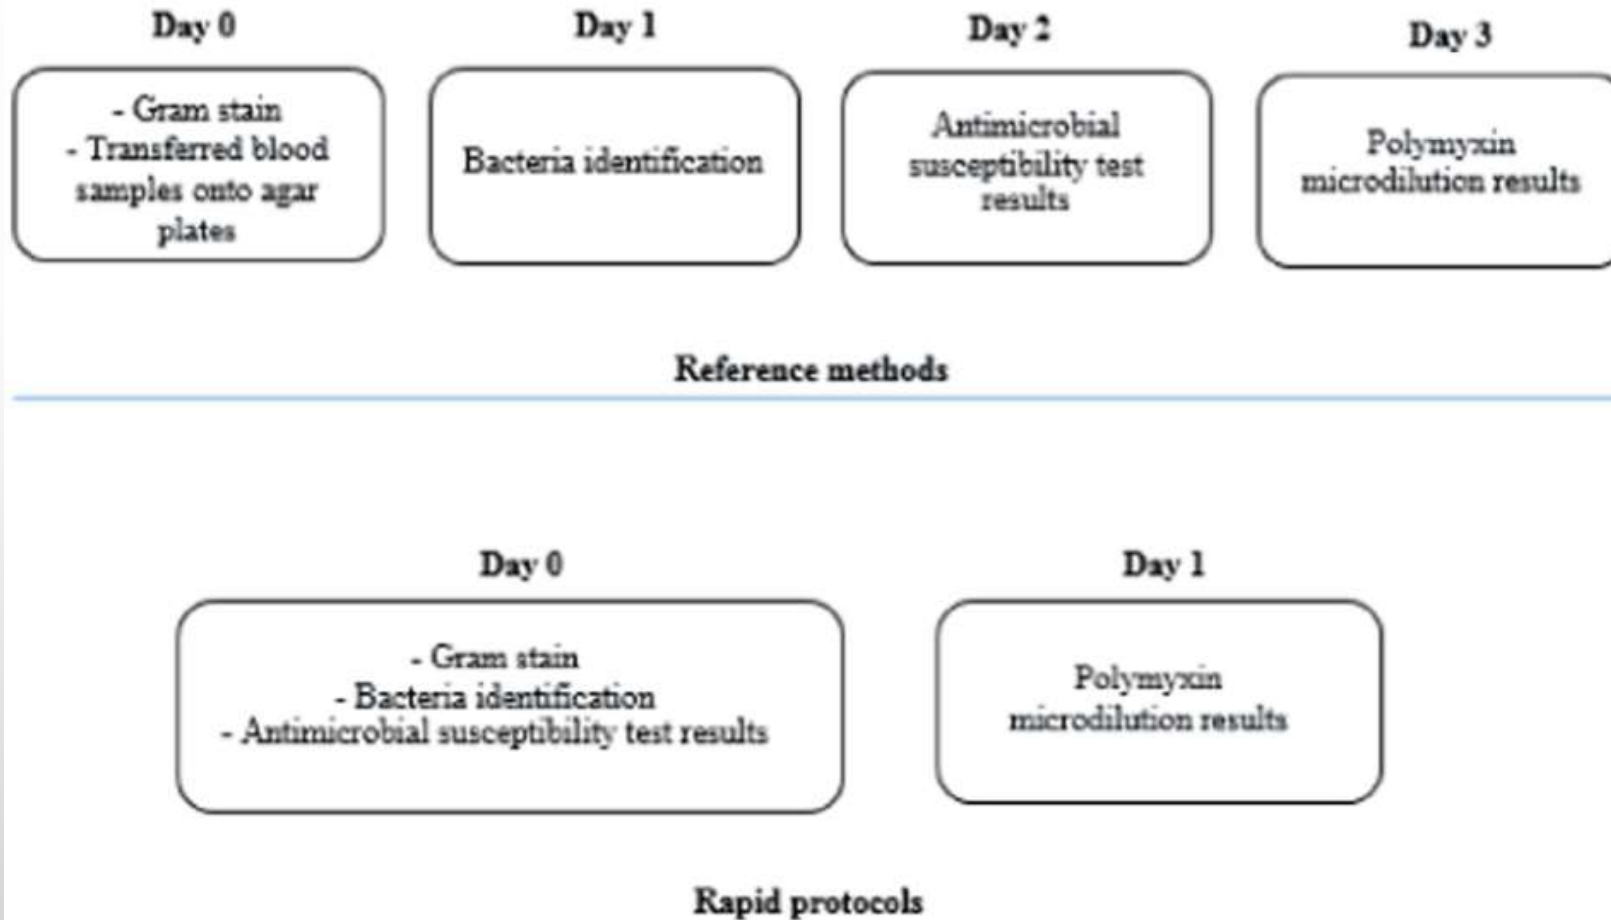 Day 0
- Gram stain
- Transferred blood
samples onto agar
plates
Day 1
Bacteria identification
Day 2
Antimicrobial
susceptibility test
results
Day 3
Polymyxin
microdilution results
Reference methods
Day 0
- Gram stain
- Bacteria identification
- Antimicrobial susceptibility test results
Day 1
Polymyxin
microdilution results
Rapid protocols